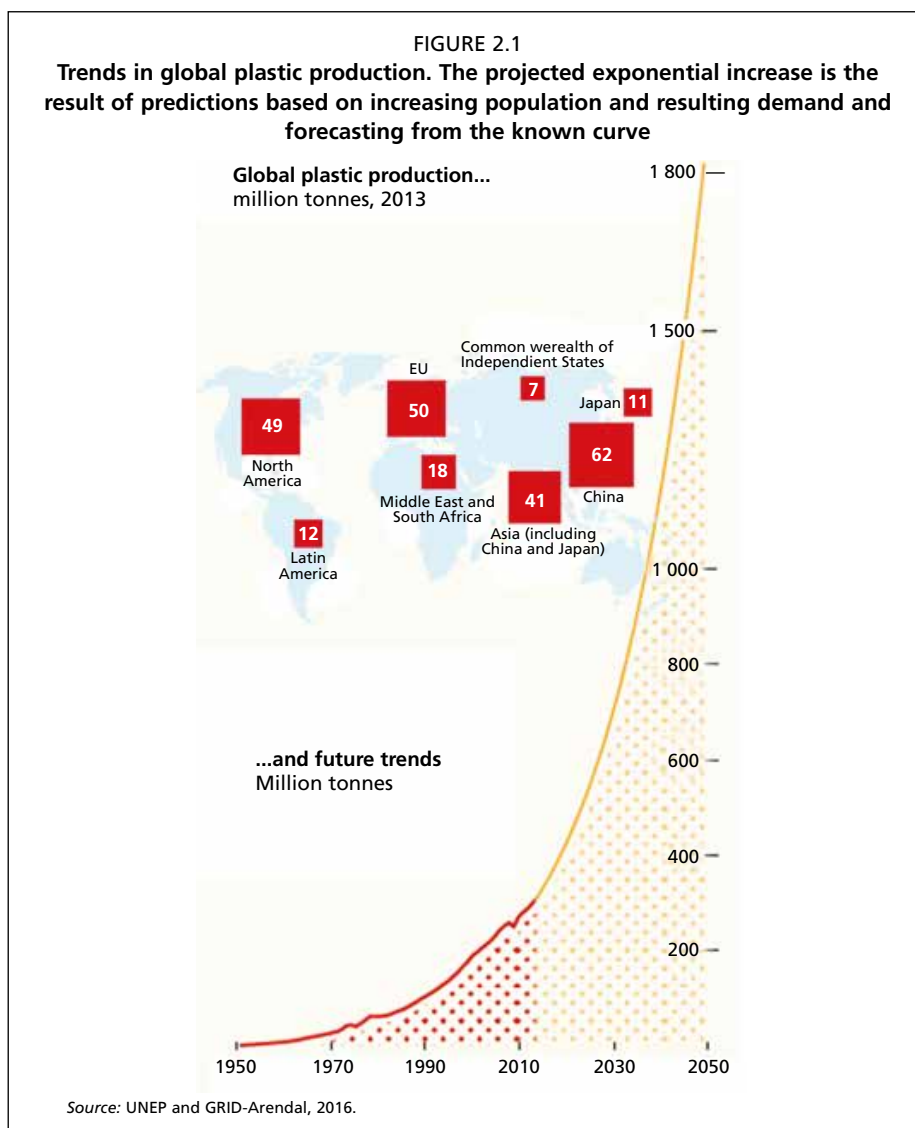 FIGURE 2.1
Trends in global plastic production. The projected exponential increase is the
result of predictions based on increasing population and resulting demand and
forecasting from the known curve
Global plastic production...
million tonnes, 2013
1 800
1 500
Common werealth of
Independient States
EU
7
Japan
11
50
49
62
North
America
18
Middle East and
South Africa
41
China
Asia (including
China and Japan)
12
Latin
America
1 000
800
...and future trends
Million tonnes
600
400
200
1950
1970
1990
2010
2030
2050
Source: UNEP and GRID-Arendal, 2016.